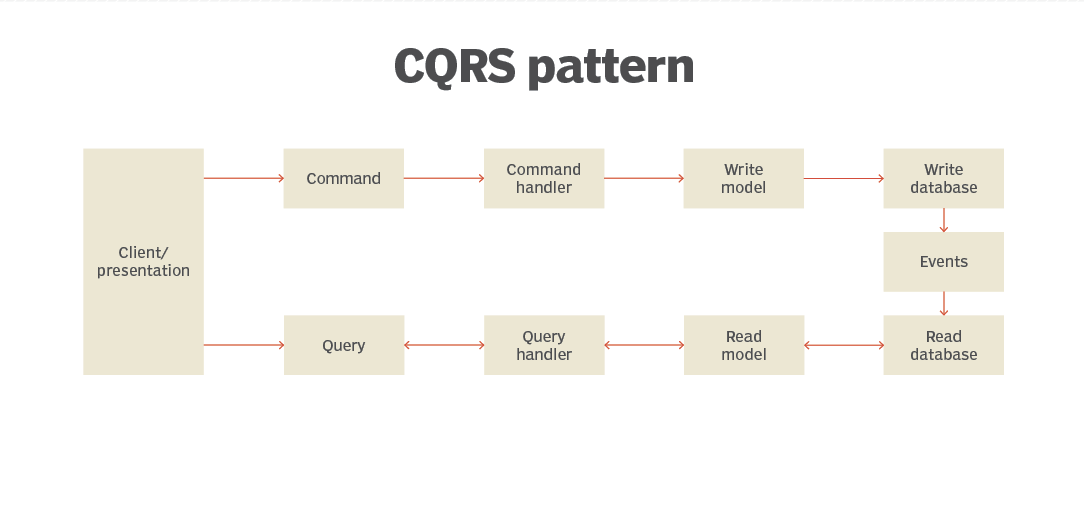 CQRS pattern
Client/
presentation
Command
Command
handler
Write
model
Write
database
Events
Query
Query
handler
Read
model
Read
database